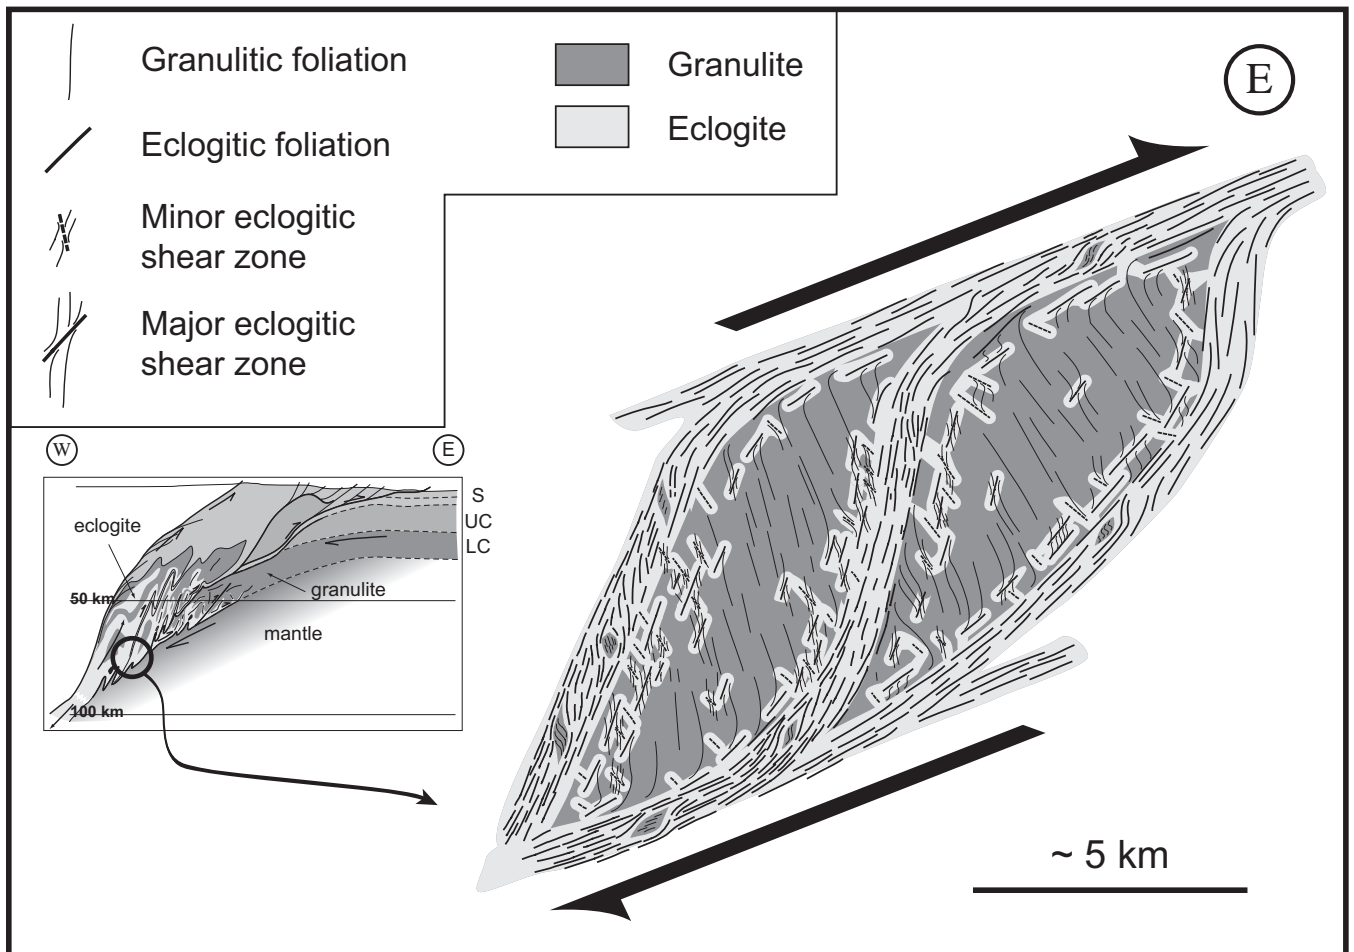 Granulitic foliation
Eclogitic foliation
Minor eclogitic
shear zone
Major eclogitic
shear zone
Granulite
Eclogite
E
W
E
S
UC
LC
eclogite
50 km
granulite
mantle
100 km
~ 5 km